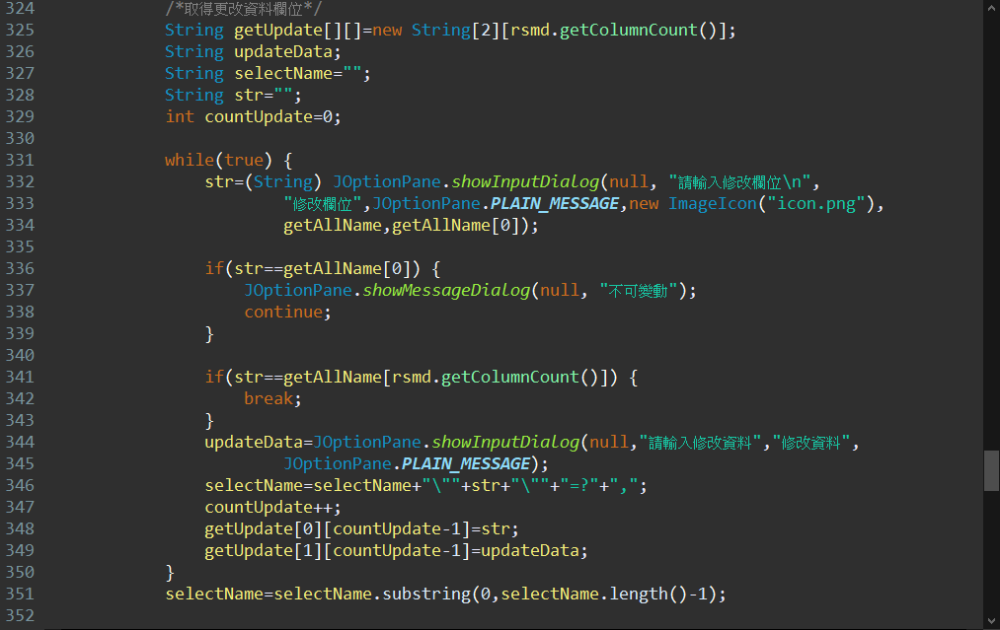 324 /*取得更改資料欄位*/
325 String getUpdate[][]=new String[2][rsmd.getColumnCount()];
326 String updateData;
327 String selectName="";
328 String str="";
329 int countUpdate=0;
330
331 while(true) {
332 str=(String) JOptionPane.showInputDialog(null, "請輸入修改欄位\n",
333 "修改欄位",JOptionPane.PLAIN_MESSAGE,new ImageIcon("icon.png"),
334 getAllName,getAllName[0]);
335
336 if(str==getAllName[0]) {
337 JOptionPane.showMessageDialog(null, "不可變動");
338 continue;
339 }
340
341 if(str==getAllName[rsmd.getColumnCount()]) {
342 break;
343 }
344 updateData=JOptionPane.showInputDialog(null,"請輸入修改資料","修改資料",
345 JOptionPane.PLAIN_MESSAGE);
346 selectName=selectName+"\""+str+"\""+"=?"+",";
347 countUpdate++;
348 getUpdate[0][countUpdate-1]=str;
349 getUpdate[1][countUpdate-1]=updateData;
350 }
351 selectName=selectName.substring(0,selectName.length()-1);
352